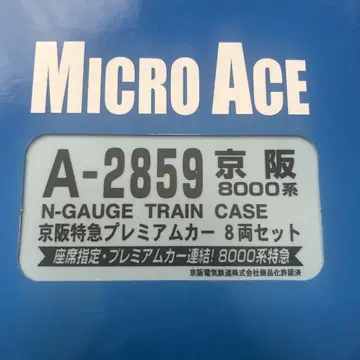 MICRO ACE
A-2859 京阪 8000系
N-GAUGE TRAIN CASE
京阪特急プレミアムカー 8両セット
座席指定・プレミアムカー連結！8000系特急
京阪電気鉄道株式会社商品化許諾済